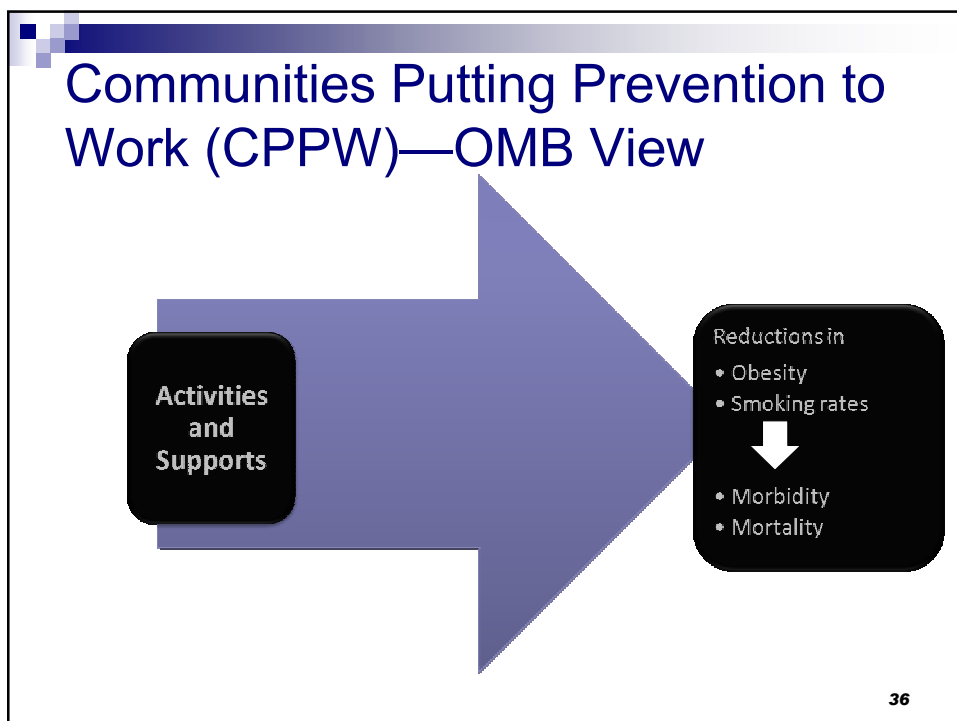 Communities Putting Prevention to
Work (CPPW)—OMB View
Activities
and
Supports
Reductions in
• Obesity
• Smoking rates
• Morbidity
• Mortality
36